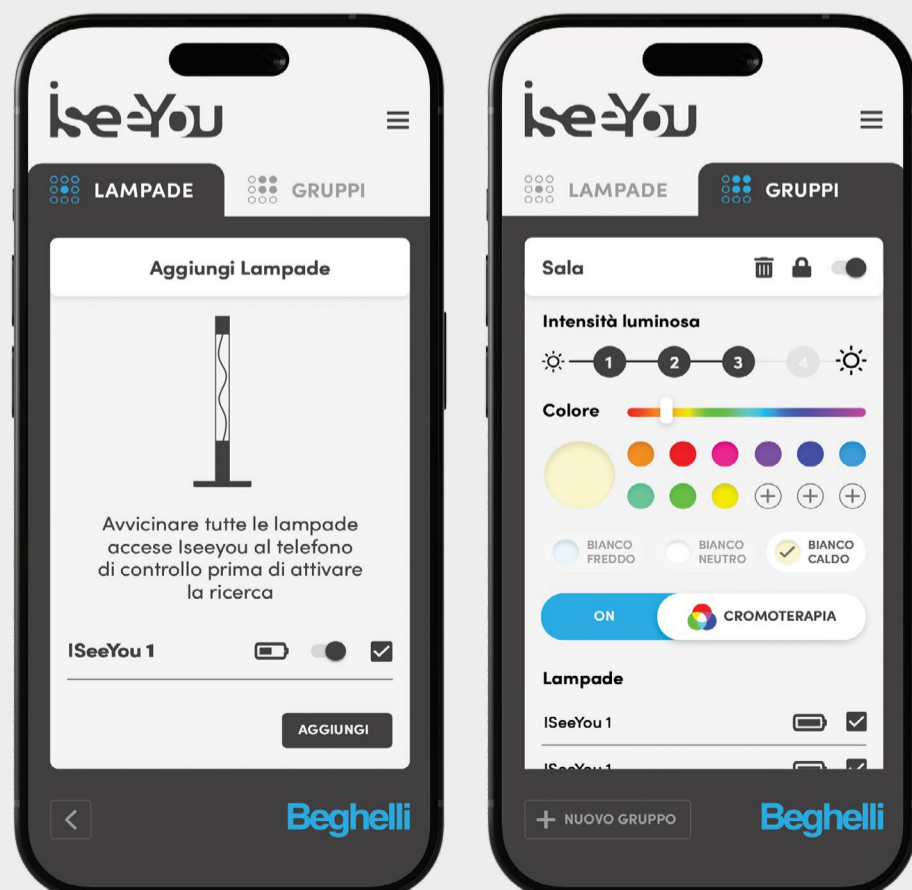 iseeYou
LAMPADE
GRUPPI
Aggiungi Lampade
Avvicinare tutte le lampade
accese Iseeyou al telefono
di controllo prima di attivare
la ricerca
ISeeYou 1
AGGIUNGI
Beghelli
iseeYou
LAMPADE
GRUPPI
Sala
Intensità luminosa
1 2 3 4
Colore
BIANCO
FREDDO
BIANCO
NEUTRO
BIANCO
CALDO
ON
CROMOTERAPIA
Lampade
ISeeYou 1
ISeeYou 1
+ NUOVO GRUPPO
Beghelli